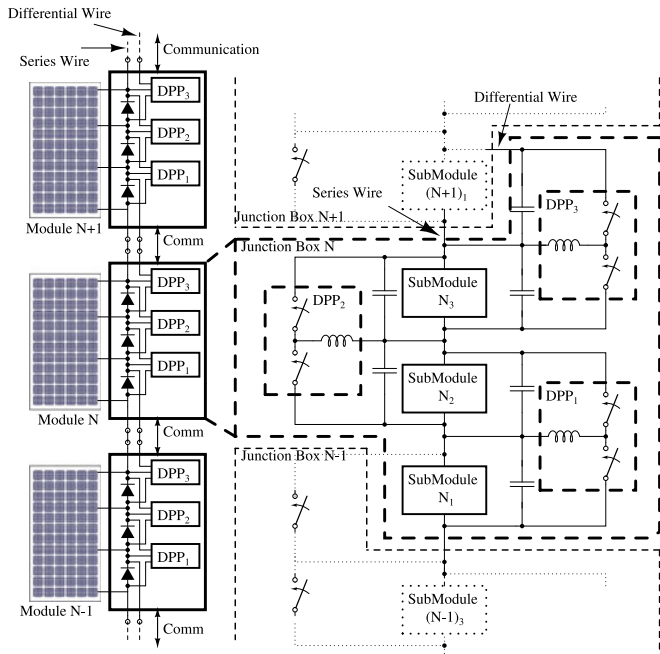 Differential Wire
Series Wire
Communication
DPP3
DPP2
DPP1
Module N+1
Comm
DPP3
DPP2
DPP1
Module N
Comm
DPP3
DPP2
DPP1
Module N-1
Comm
Differential Wire
SubModule
(N+1)1
Series Wire
Junction Box N+1
Junction Box N
DPP3
DPP2
SubModule
N3
SubModule
N2
DPP1
Junction Box N-1
SubModule
N1
SubModule
(N-1)3